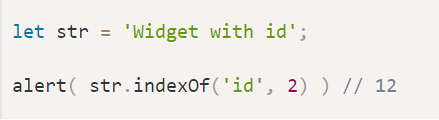 let str = 'Widget with id';
alert( str.indexOf('id', 2) ) // 12